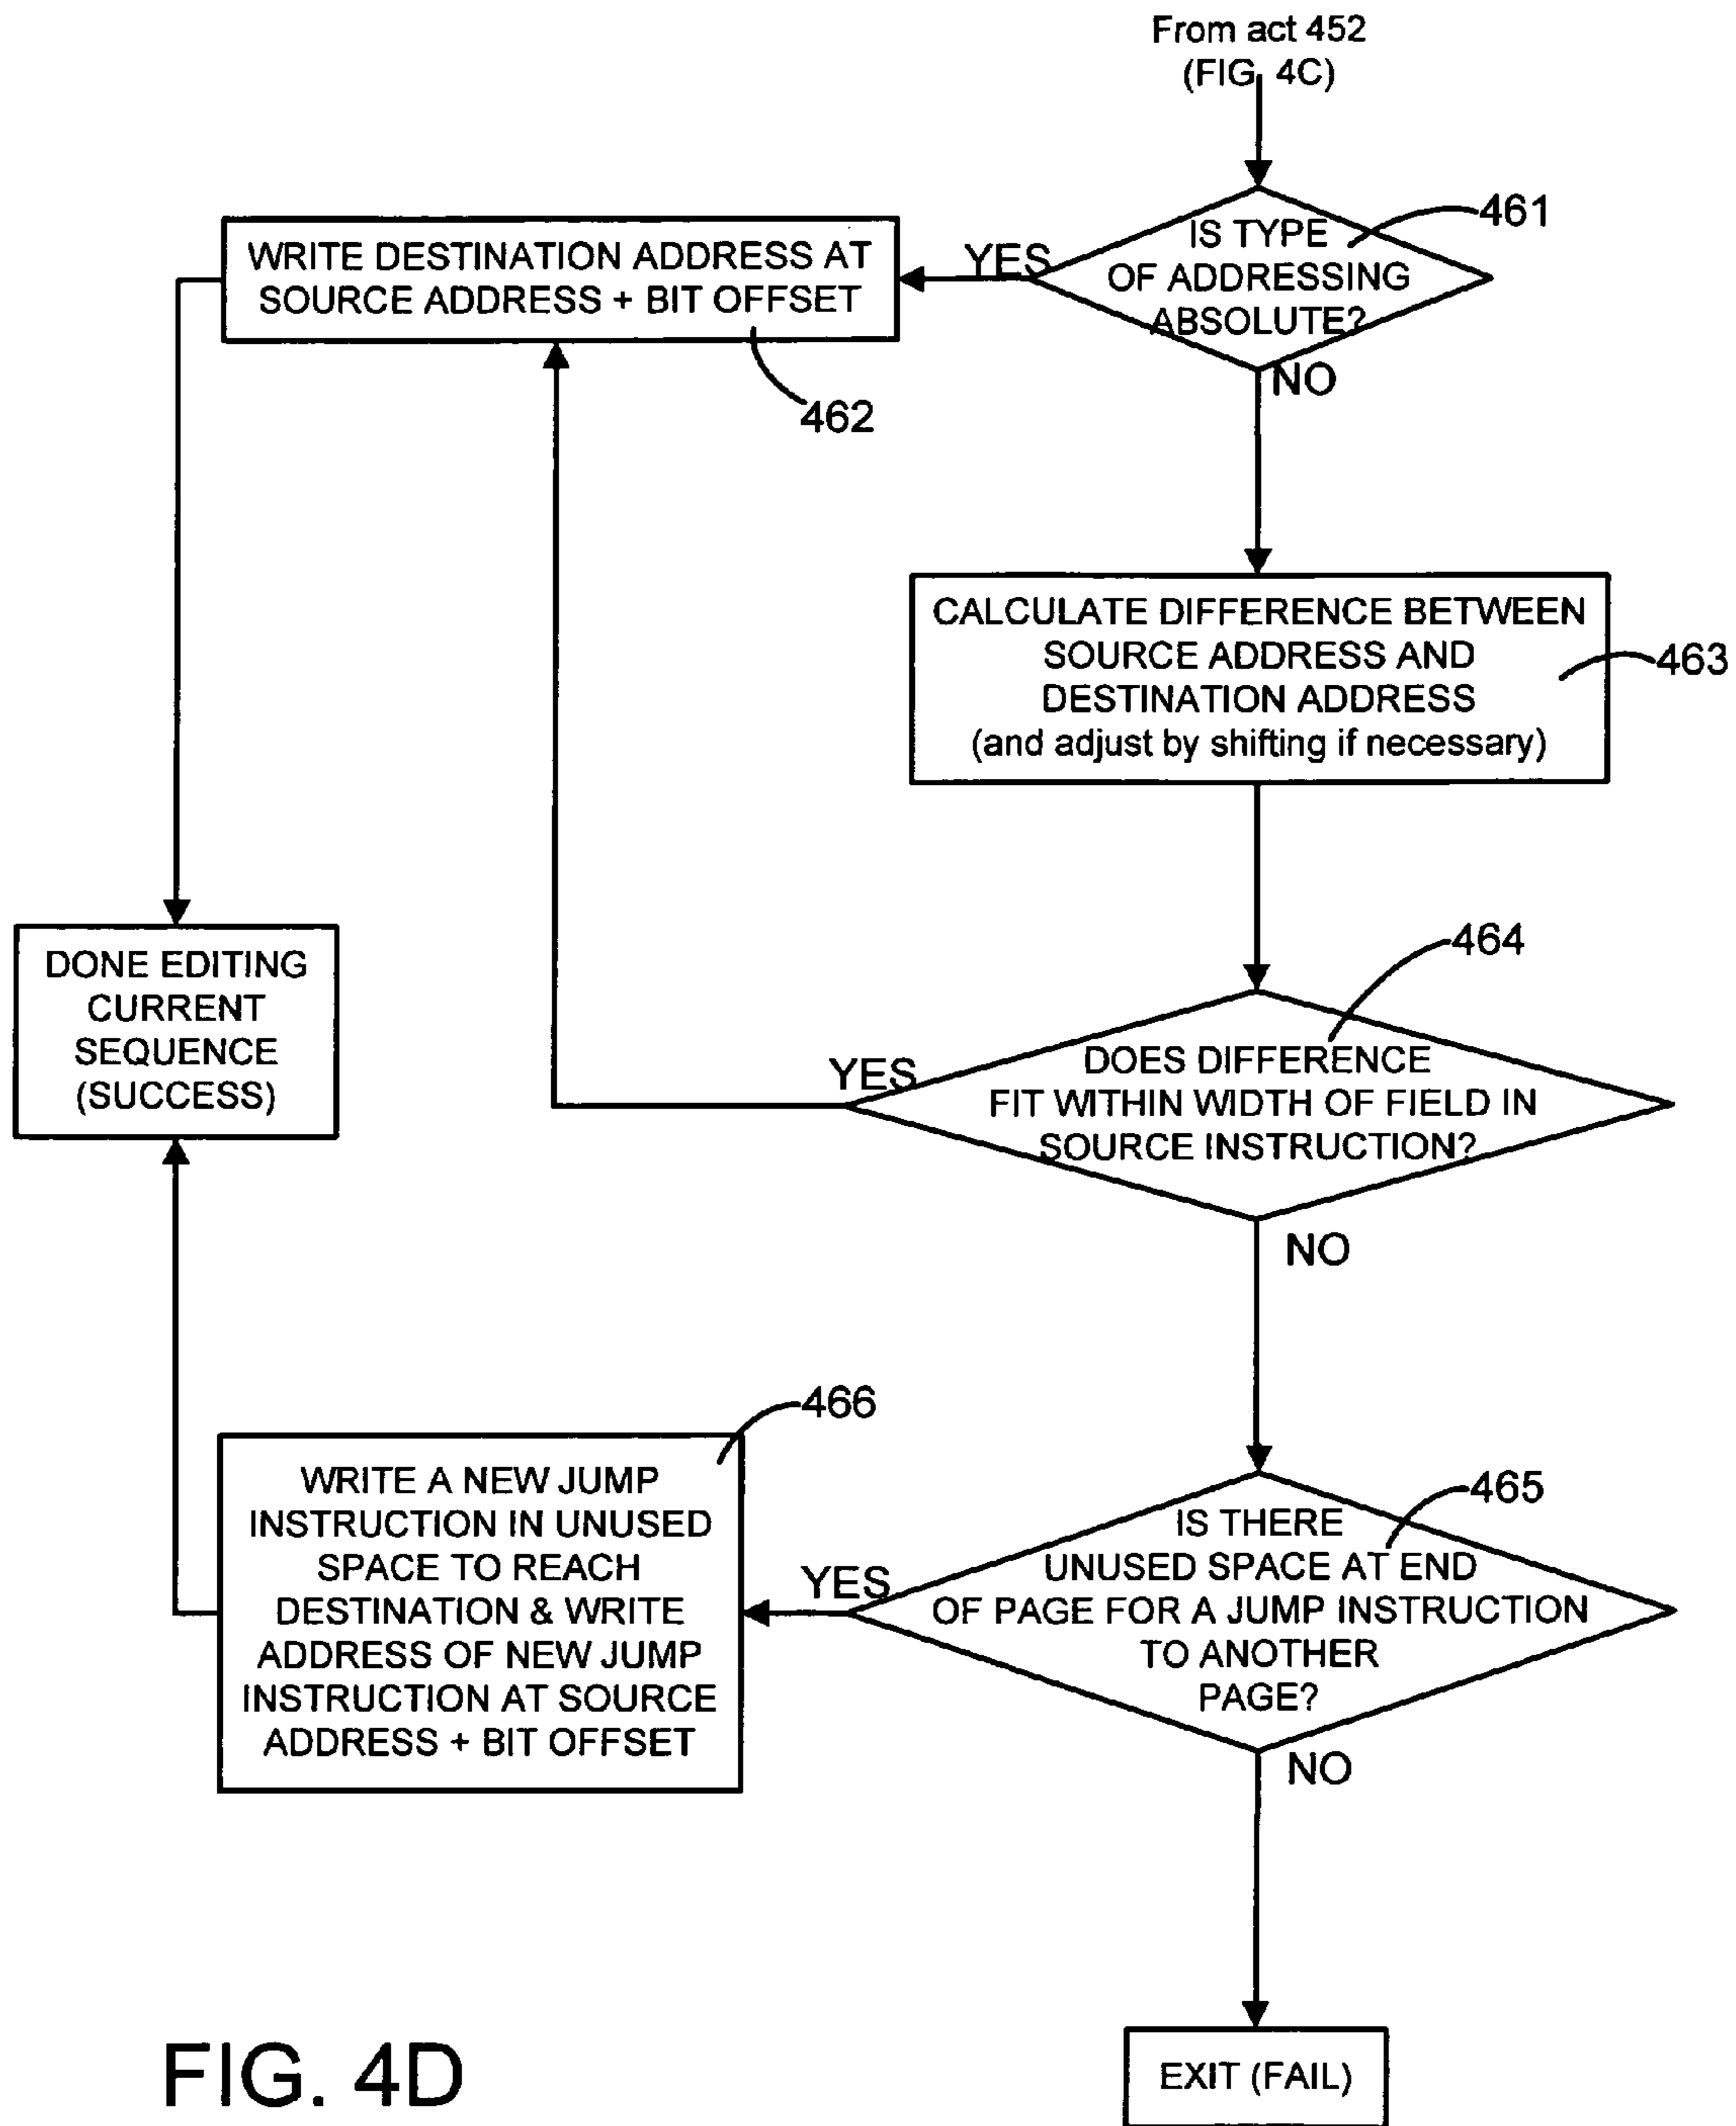 From act 452
(FIG. 4C)
IS TYPE
OF ADDRESSING
ABSOLUTE?
461
YES
NO
WRITE DESTINATION ADDRESS AT
SOURCE ADDRESS + BIT OFFSET
462
CALCULATE DIFFERENCE BETWEEN
SOURCE ADDRESS AND
DESTINATION ADDRESS
(and adjust by shifting if necessary)
463
DONE EDITING
CURRENT
SEQUENCE
(SUCCESS)
464
DOES DIFFERENCE
FIT WITHIN WIDTH OF FIELD IN
SOURCE INSTRUCTION?
YES
NO
466
WRITE A NEW JUMP
INSTRUCTION IN UNUSED
SPACE TO REACH
DESTINATION & WRITE
ADDRESS OF NEW JUMP
INSTRUCTION AT SOURCE
ADDRESS + BIT OFFSET
465
IS THERE
UNUSED SPACE AT END
OF PAGE FOR A JUMP INSTRUCTION
TO ANOTHER
PAGE?
YES
NO
EXIT (FAIL)
FIG. 4D